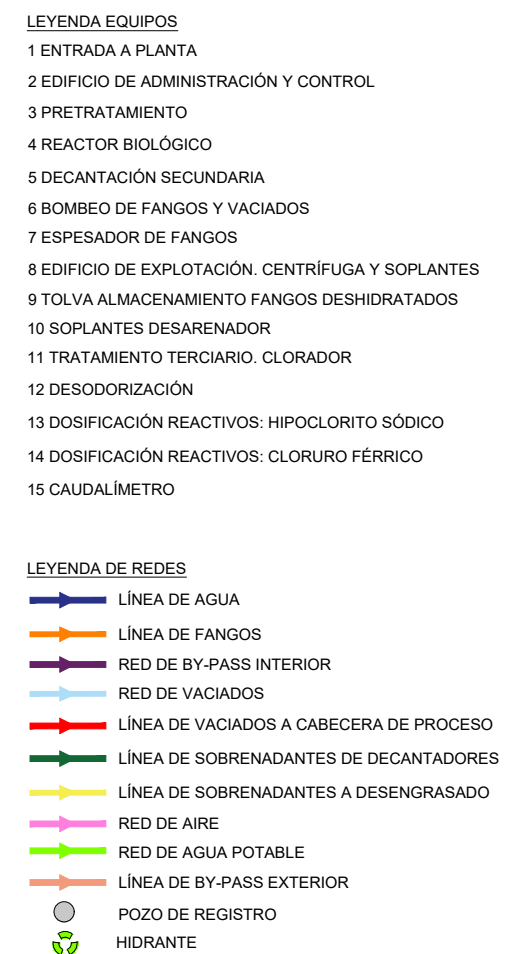 LEYENDA EQUIPOS
1 ENTRADA A PLANTA
2 EDIFICIO DE ADMINISTRACIÓN Y CONTROL
3 PRETRATAMIENTO
4 REACTOR BIOLÓGICO
5 DECANTACIÓN SECUNDARIA
6 BOMBEO DE FANGOS Y VACIADOS
7 ESPESADOR DE FANGOS
8 EDIFICIO DE EXPLOTACIÓN. CENTRÍFUGA Y SOPLANTES
9 TOLVA ALMACENAMIENTO FANGOS DESHIDRATADOS
10 SOPLANTES DESARENADOR
11 TRATAMIENTO TERCIARIO. CLORADOR
12 DESODORIZACIÓN
13 DOSIFICACIÓN REACTIVOS: HIPOCLORITO SÓDICO
14 DOSIFICACIÓN REACTIVOS: CLORURO FÉRRICO
15 CAUDALÍMETRO
LEYENDA DE REDES
LÍNEA DE AGUA
LÍNEA DE FANGOS
RED DE BY-PASS INTERIOR
RED DE VACIADOS
LÍNEA DE VACIADOS A CABECERA DE PROCESO
LÍNEA DE SOBRENADANTES DE DECANTADORES
LÍNEA DE SOBRENADANTES A DESENGRASADO
RED DE AIRE
RED DE AGUA POTABLE
LÍNEA DE BY-PASS EXTERIOR
POZO DE REGISTRO
HIDRANTE